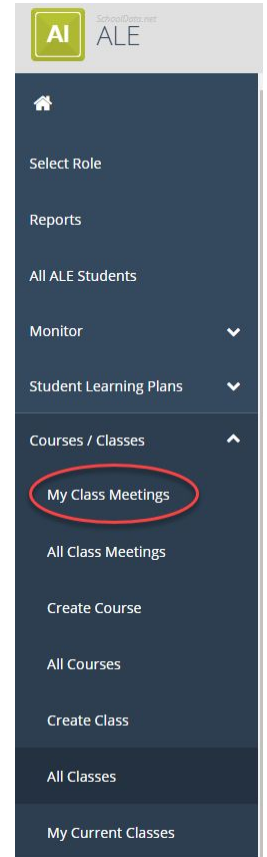 AI
SchoolData.net
ALE
Select Role
Reports
All ALE Students
Monitor
Student Learning Plans
Courses / Classes
My Class Meetings
All Class Meetings
Create Course
All Courses
Create Class
All Classes
My Current Classes